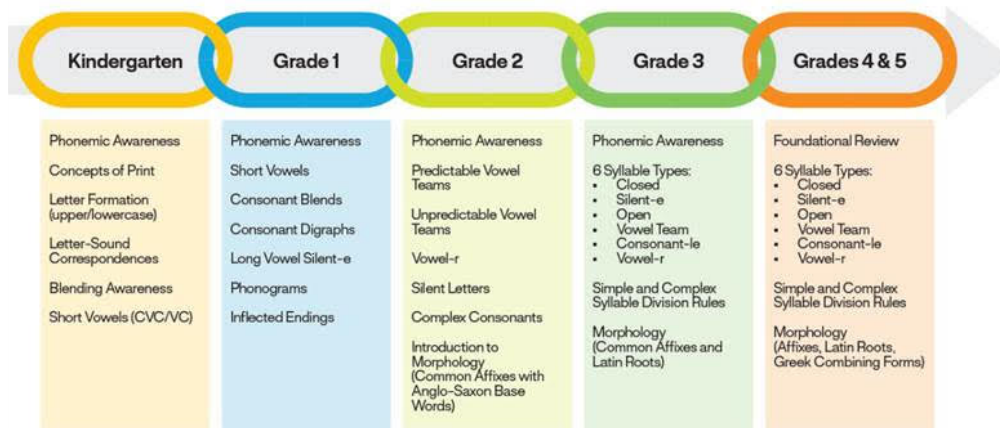 Kindergarten
Grade 1
Grade 2
Grade 3
Grades 4 & 5
Phonemic Awareness
Concepts of Print
Letter Formation
(upper/lowercase)
Letter-Sound
Correspondences
Blending Awareness
Short Vowels (CVC/VC)
Phonemic Awareness
Short Vowels
Consonant Blends
Consonant Digraphs
Long Vowel Silent-e
Phonograms
Inflected Endings
Phonemic Awareness
Predictable Vowel
Teams
Unpredictable Vowel
Teams
Vowel-r
Silent Letters
Complex Consonants
Introduction to
Morphology
(Common Affixes with
Anglo-Saxon Base
Words)
Phonemic Awareness
6 Syllable Types:
• Closed
• Silent-e
• Open
• Vowel Team
• Consonant-le
• Vowel-r
Simple and Complex
Syllable Division Rules
Morphology
(Common Affixes and
Latin Roots)
Foundational Review
6 Syllable Types:
• Closed
• Silent-e
• Open
• Vowel Team
• Consonant-le
• Vowel-r
Simple and Complex
Syllable Division Rules
Morphology
(Affixes, Latin Roots,
Greek Combining Forms)